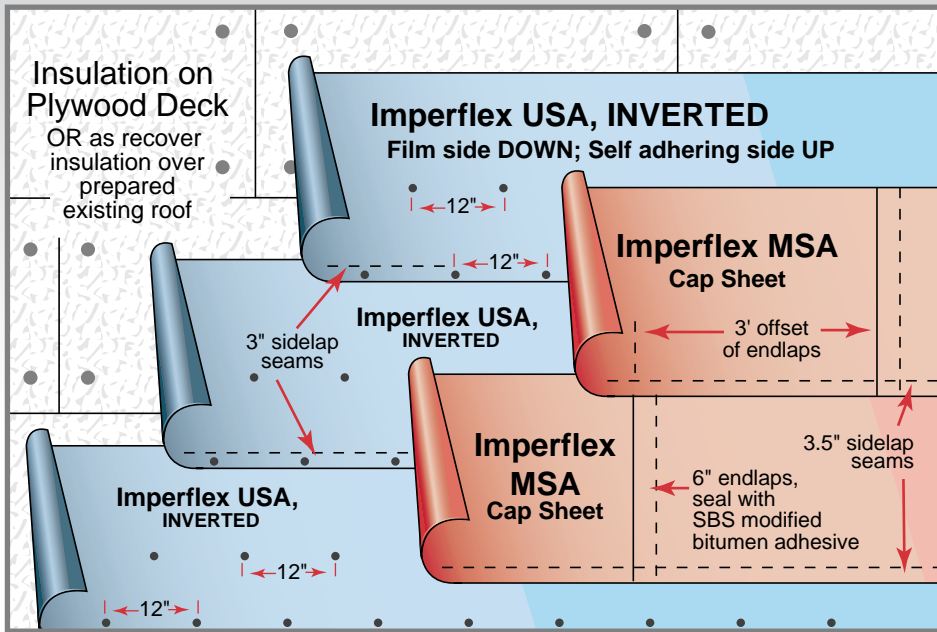 Insulation on
Plywood Deck
OR as recover
insulation over
prepared
existing roof
Imperflex USA, INVERTED
Film side DOWN; Self adhering side UP
12"
12"
Imperflex MSA
Cap Sheet
3' offset
of endlaps
Imperflex USA,
INVERTED
3" sidelap
seams
Imperflex
MSA
Cap Sheet
3.5" sidelap
seams
6" endlaps,
seal with
SBS modified
bitumen adhesive
Imperflex USA,
INVERTED
12"
12"